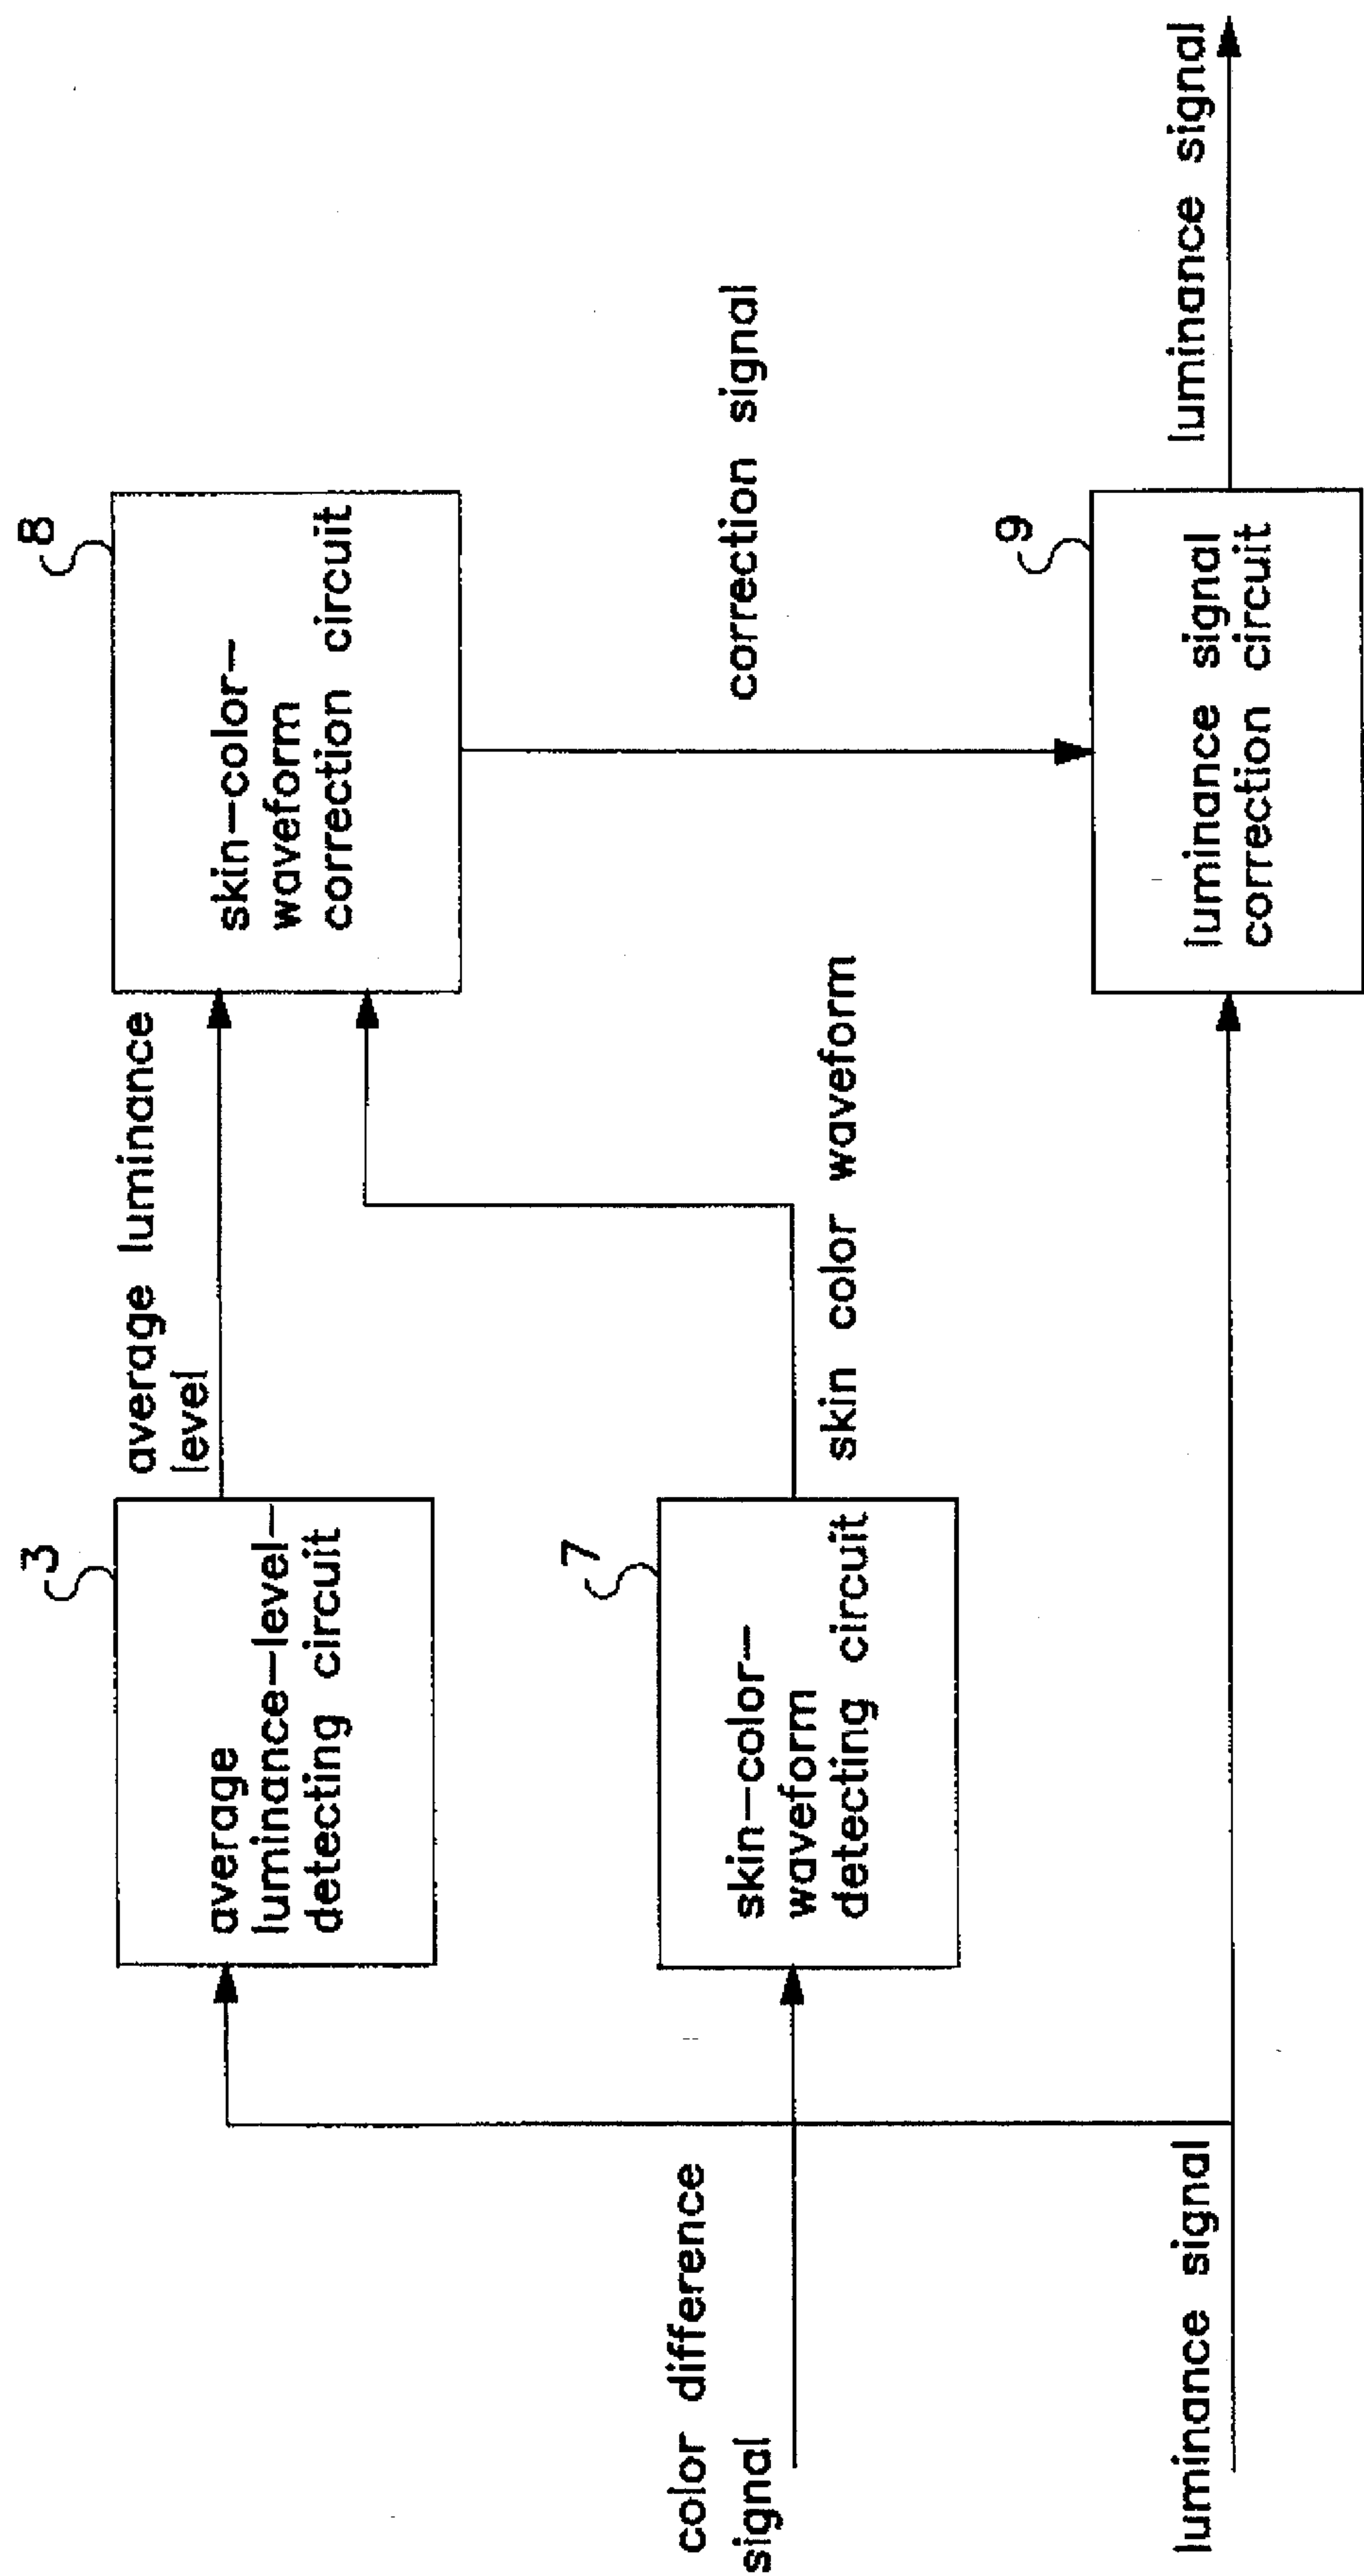 3
average
luminance-level-
detecting circuit
average luminance
level
8
skin-color-
waveform
correction circuit
color difference
signal
7
skin-color-
waveform
detecting circuit
skin color waveform
correction signal
luminance signal
9
luminance signal
correction circuit
luminance signal